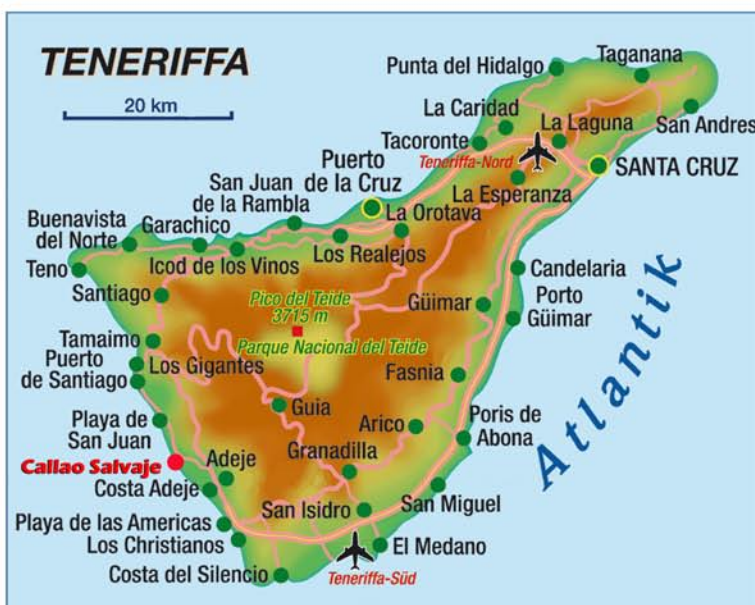 TENERIFFA
20 km
Punta del Hidalgo
Taganana
La Caridad
La Laguna
San Andres
Tacoronte
Teneriffa-Nord
SANTA CRUZ
Puerto
de la Cruz
La Esperanza
San Juan
de la Rambla
La Orotava
Buenavista
del Norte
Garachico
Los Realejos
Teno
Icod de los Vinos
Candelaria
Santiago
Pico del Teide
3715 m
Güimar
Porto
Güimar
Tamaimo
Parque Nacional del Teide
Puerto
de Santiago
Los Gigantes
Fasnia
Atlantik
Guia
Playa de
San Juan
Arico
Poris de
Abona
Callao Salvaje
Adeje
Granadilla
Costa Adeje
San Isidro
San Miguel
Playa de las Americas
Los Christianos
El Medano
Costa del Silencio
Teneriffa-Süd